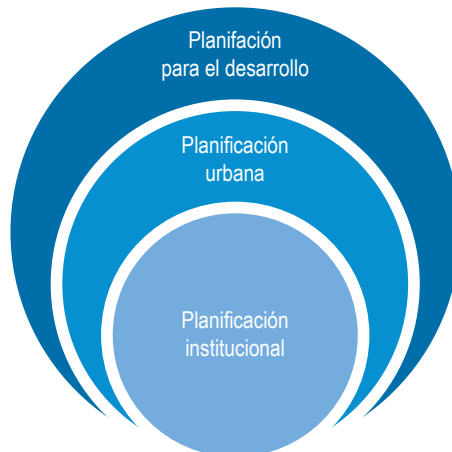 Planifación
para el desarrollo
Planificación
urbana
Planificación
institucional